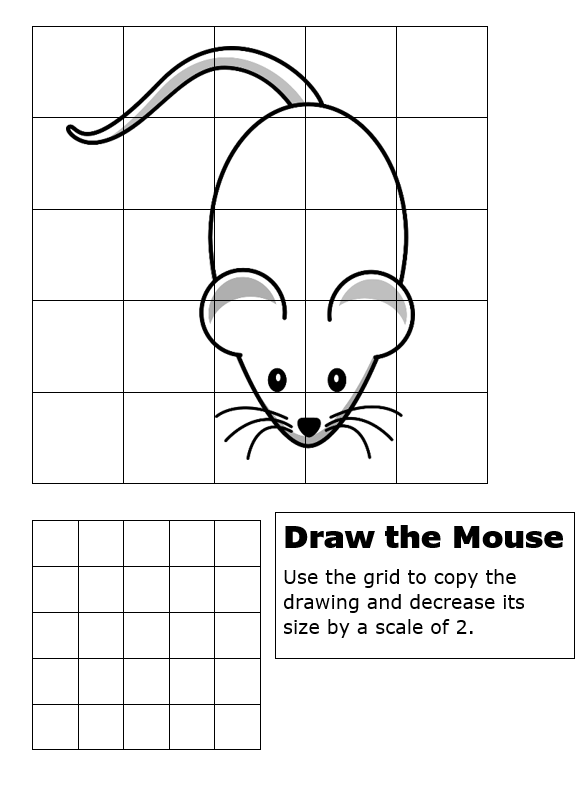 Draw the Mouse
Use the grid to copy the
drawing and decrease its
size by a scale of 2.